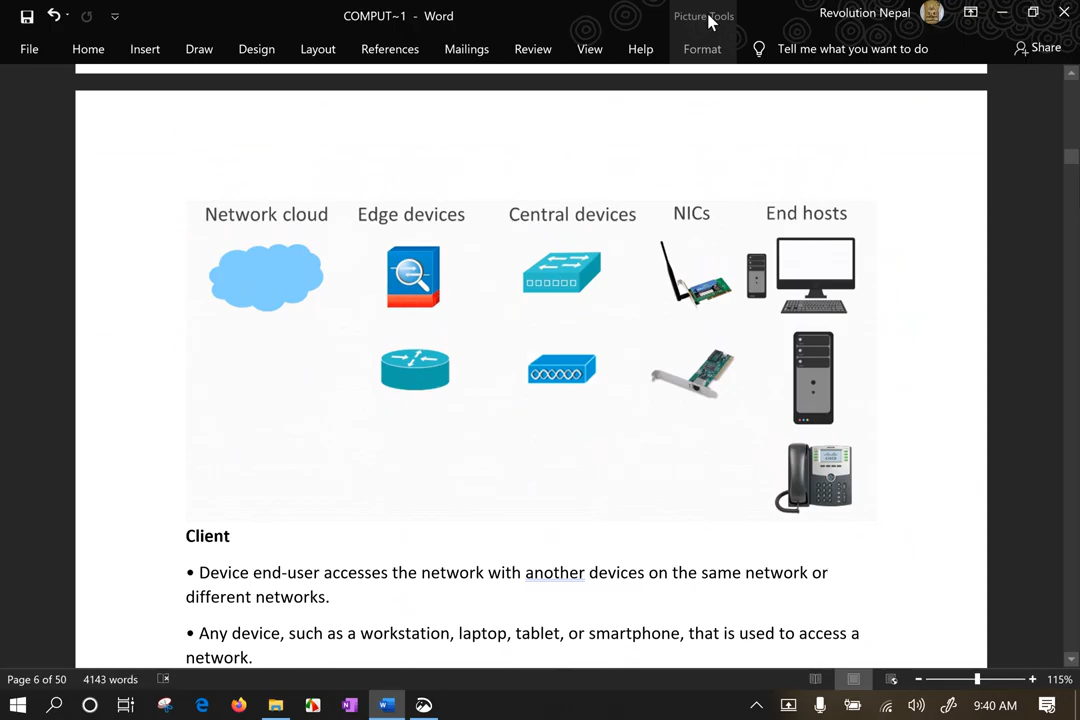 COMPUT~1 - Word
Picture Tools
Revolution Nepal
File Home Insert Draw Design Layout References Mailings Review View Help Format Tell me what you want to do Share
Network cloud Edge devices Central devices NICs End hosts
Client
• Device end-user accesses the network with another devices on the same network or
different networks.
• Any device, such as a workstation, laptop, tablet, or smartphone, that is used to access a
network.
Page 6 of 50 4143 words 115%
9:40 AM